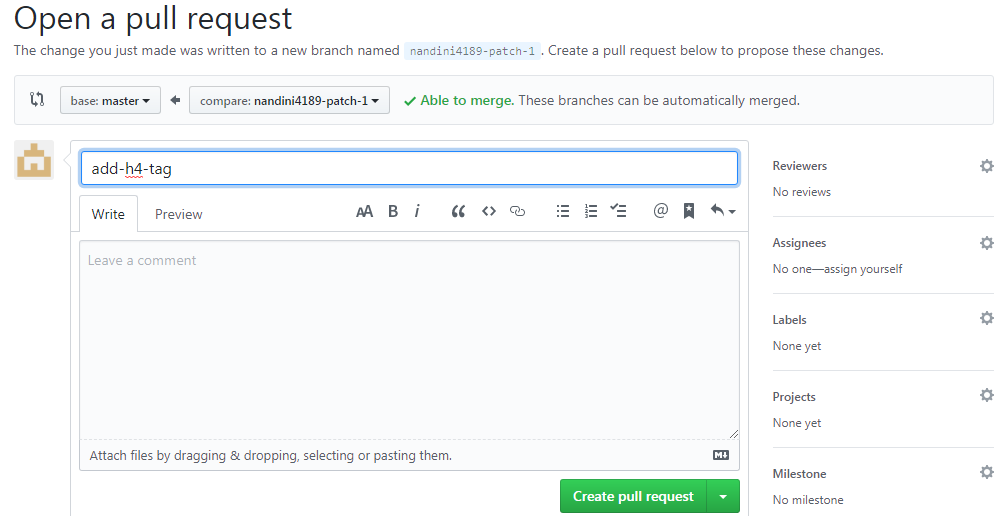 Open a pull request
The change you just made was written to a new branch named nandini4189-patch-1. Create a pull request below to propose these changes.
base: master compare: nandini4189-patch-1 Able to merge. These branches can be automatically merged.
add-h4-tag
Write Preview AA B i @
Leave a comment
Attach files by dragging & dropping, selecting or pasting them.
Create pull request
Reviewers
No reviews
Assignees
No one—assign yourself
Labels
None yet
Projects
None yet
Milestone
No milestone